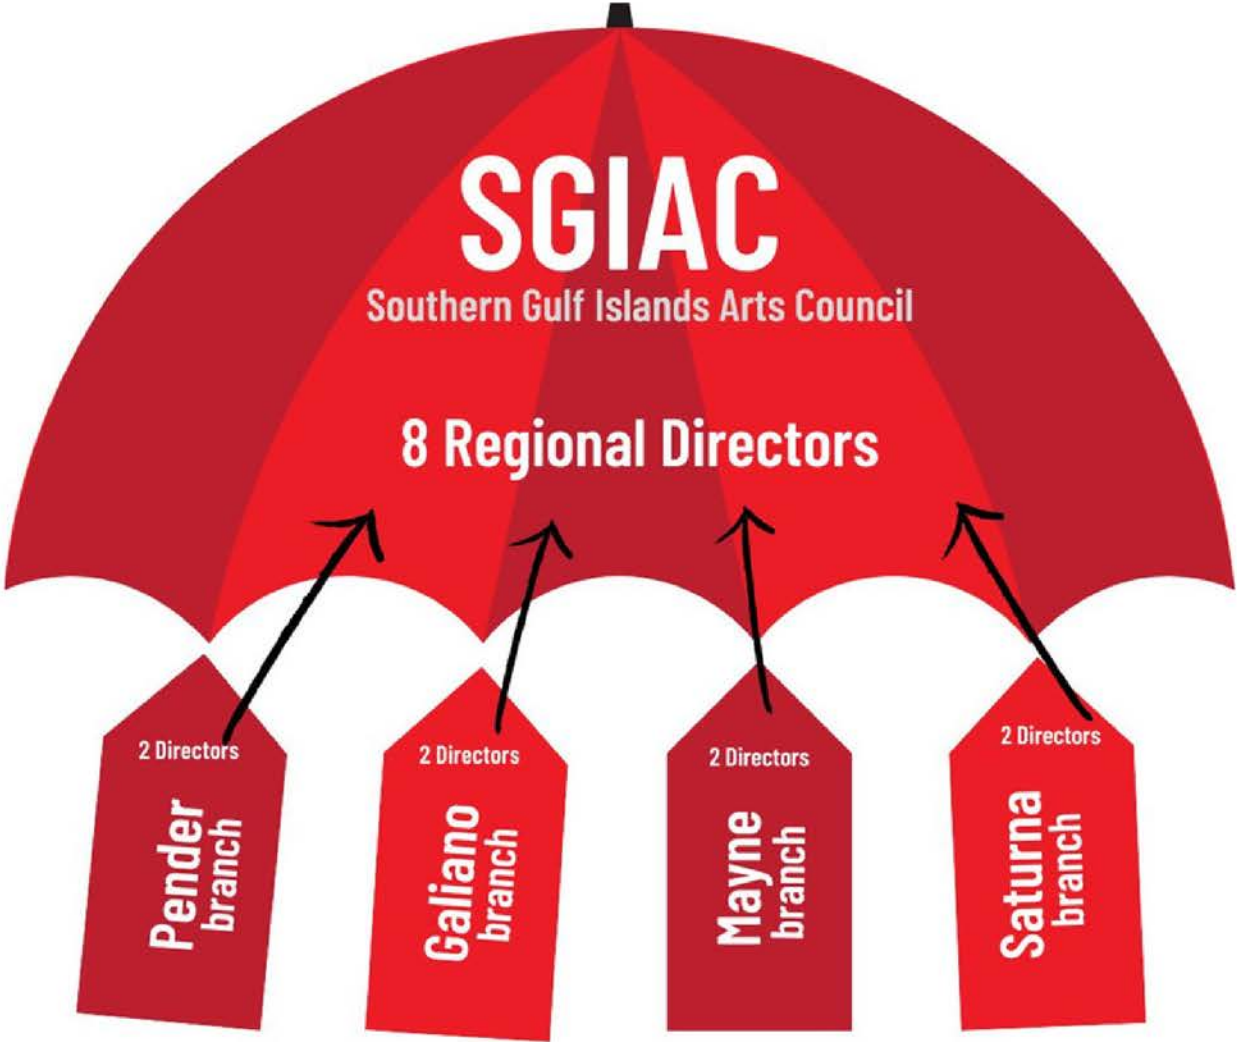 SGIAC
Southern Gulf Islands Arts Council
8 Regional Directors
2 Directors
Pender
branch
2 Directors
Galiano
branch
2 Directors
Mayne
branch
2 Directors
Saturna
branch